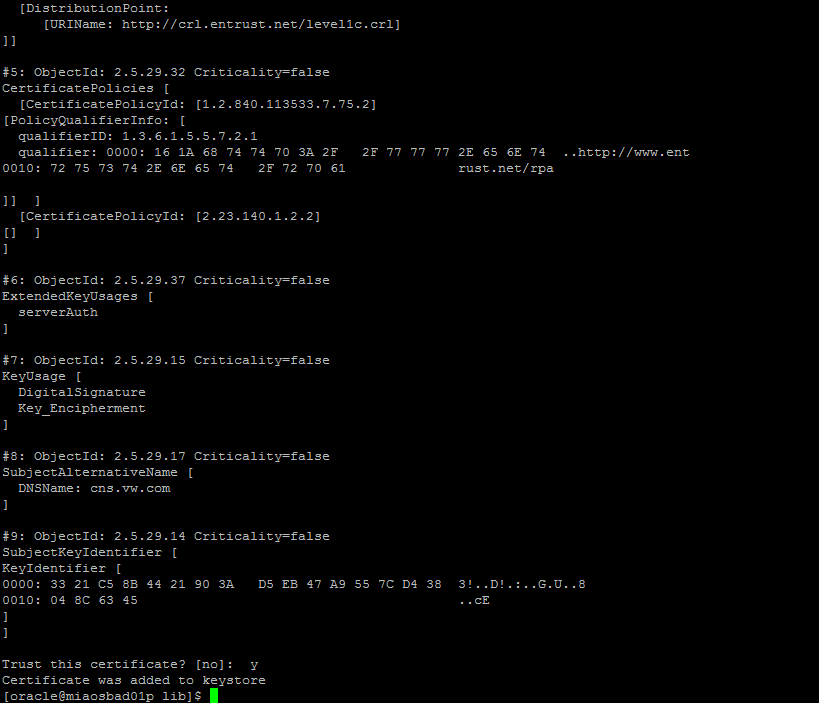 [DistributionPoint:
[URIName: http://crl.entrust.net/level1c.crl]
]]
#5: ObjectId: 2.5.29.32 Criticality=false
CertificatePolicies [
[CertificatePolicyId: [1.2.840.113533.7.75.2]
[PolicyQualifierInfo: [
qualifierID: 1.3.6.1.5.5.7.2.1
qualifier: 0000: 16 1A 68 74 74 70 3A 2F   2F 77 77 77 2E 65 6E 74  ..http://www.ent
0010: 72 75 73 74 2E 6E 65 74   2F 72 70 61              rust.net/rpa
]]  ]
[CertificatePolicyId: [2.23.140.1.2.2]
[]  ]
]
#6: ObjectId: 2.5.29.37 Criticality=false
ExtendedKeyUsages [
serverAuth
]
#7: ObjectId: 2.5.29.15 Criticality=false
KeyUsage [
DigitalSignature
Key_Encipherment
]
#8: ObjectId: 2.5.29.17 Criticality=false
SubjectAlternativeName [
DNSName: cns.vw.com
]
#9: ObjectId: 2.5.29.14 Criticality=false
SubjectKeyIdentifier [
KeyIdentifier [
0000: 33 21 C5 8B 44 21 90 3A   D5 EB 47 A9 55 7C D4 38  3!..D!.:..G.U..8
0010: 04 8C 63 45                                        ..cE
]
]
Trust this certificate? [no]:  y
Certificate was added to keystore
[oracle@miaosbad01p lib]$